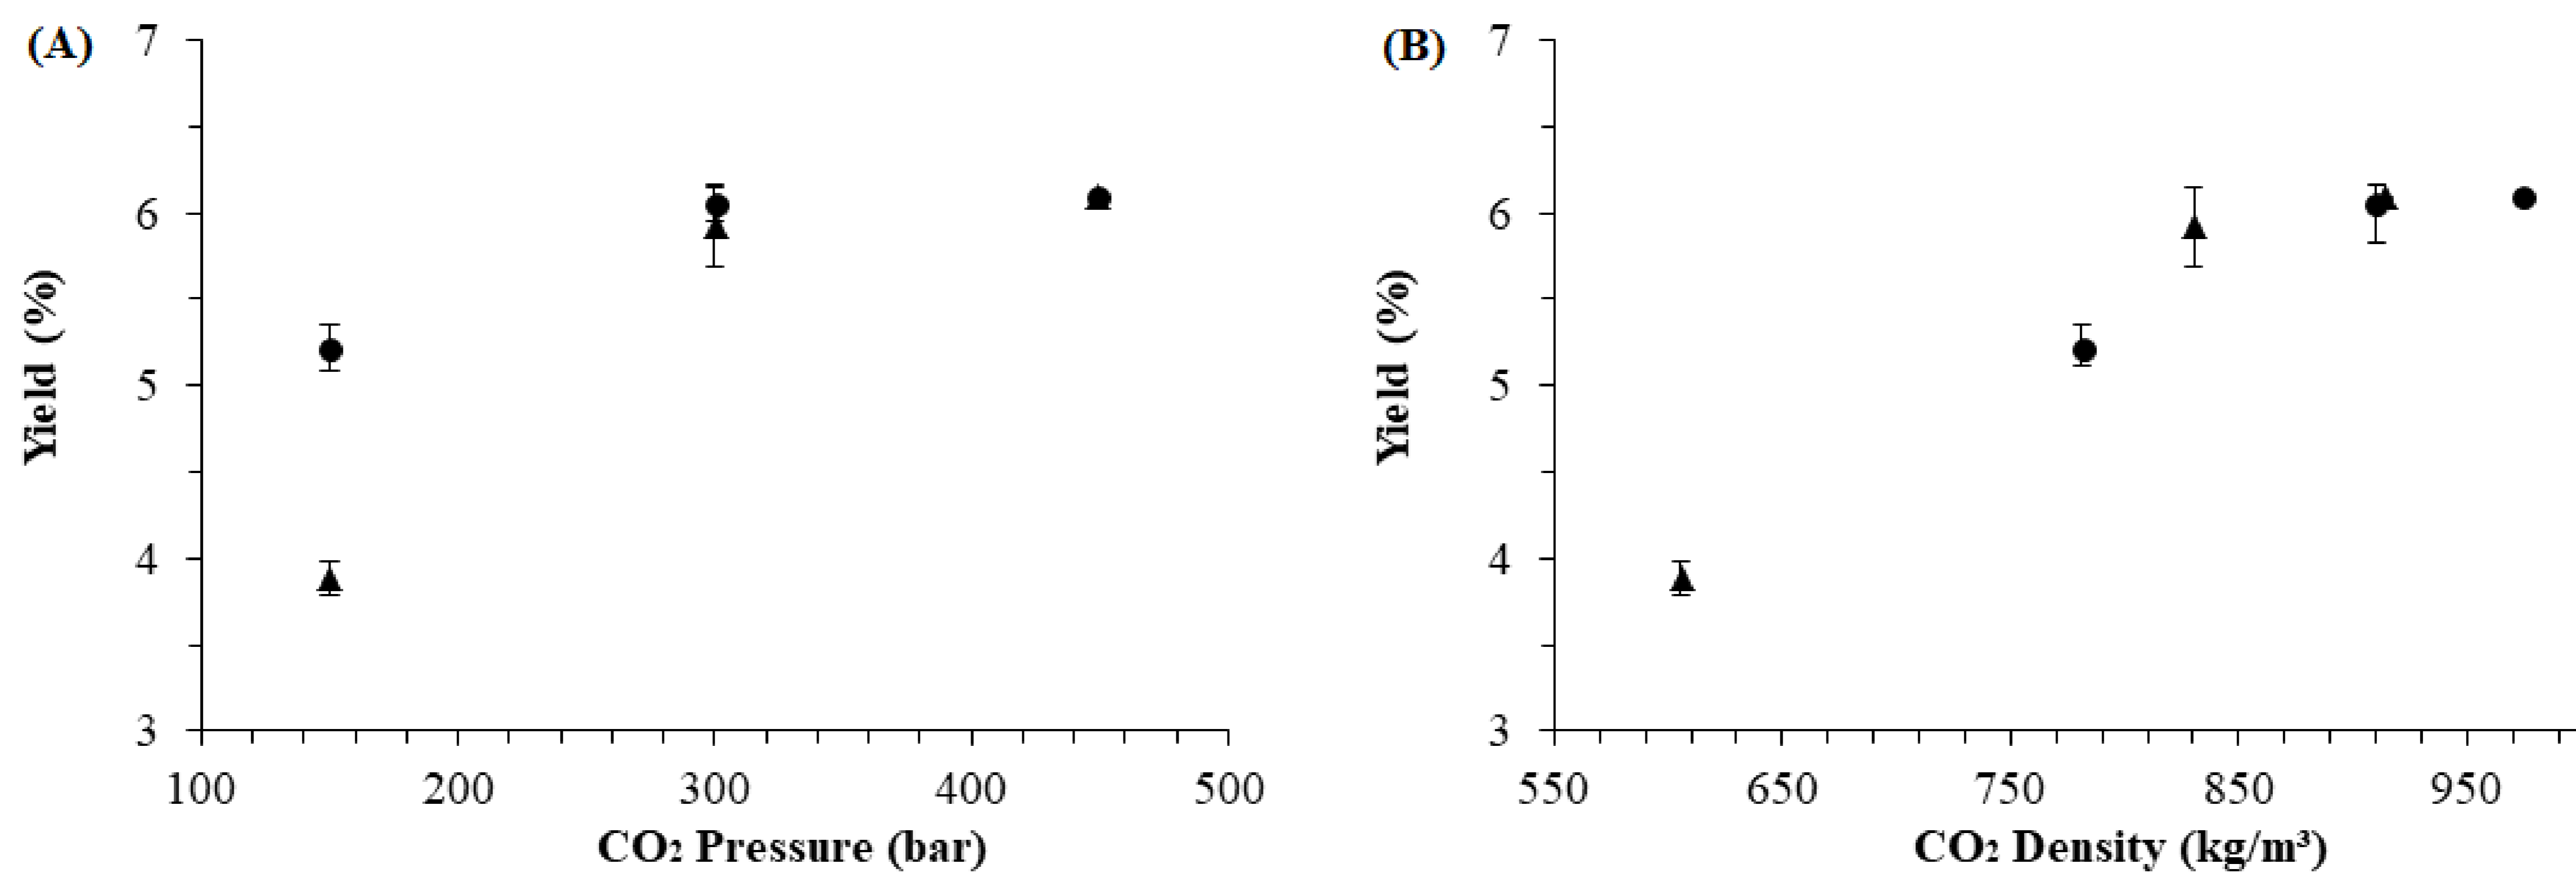 (A)
7
6
5
4
3
Yield (%)
100 200 300 400 500
CO₂ Pressure (bar)
(B)
7
6
5
4
3
Yield (%)
550 650 750 850 950
CO₂ Density (kg/m³)